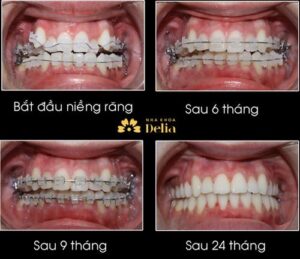 Bắt đầu niềng răng
Sau 6 tháng
NHA KHOA
Delia
Sau 9 tháng
Sau 24 tháng